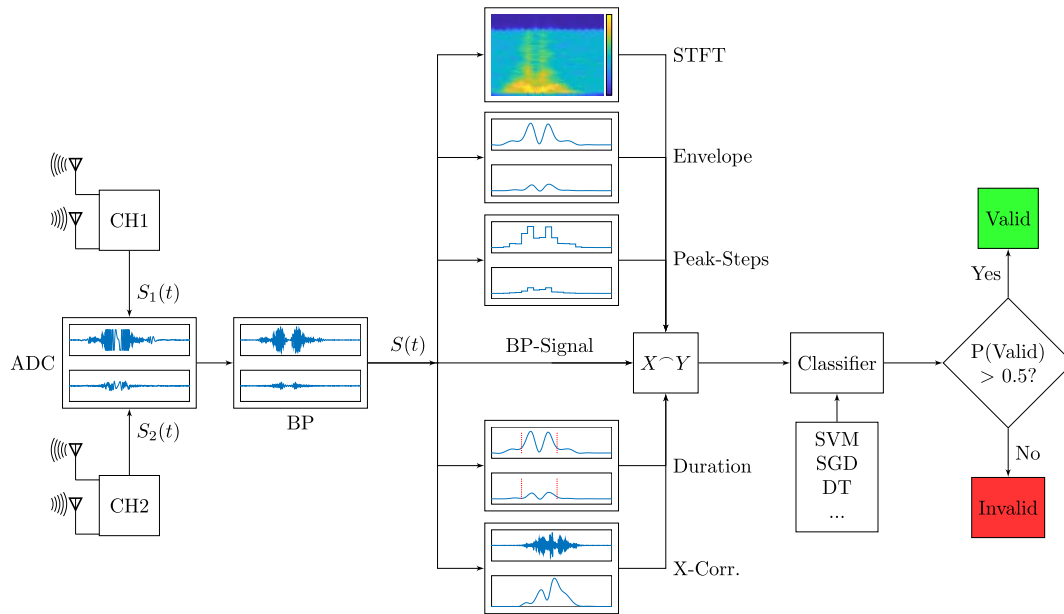 STFT
Envelope
CH1
Peak-Steps
S₁(t)
ADC
BP
S(t)
BP-Signal
X⌢Y
Classifier
Valid
Yes
P(Valid)
> 0.5?
No
Invalid
S₂(t)
CH2
Duration
X-Corr.
SVM
SGD
DT
...